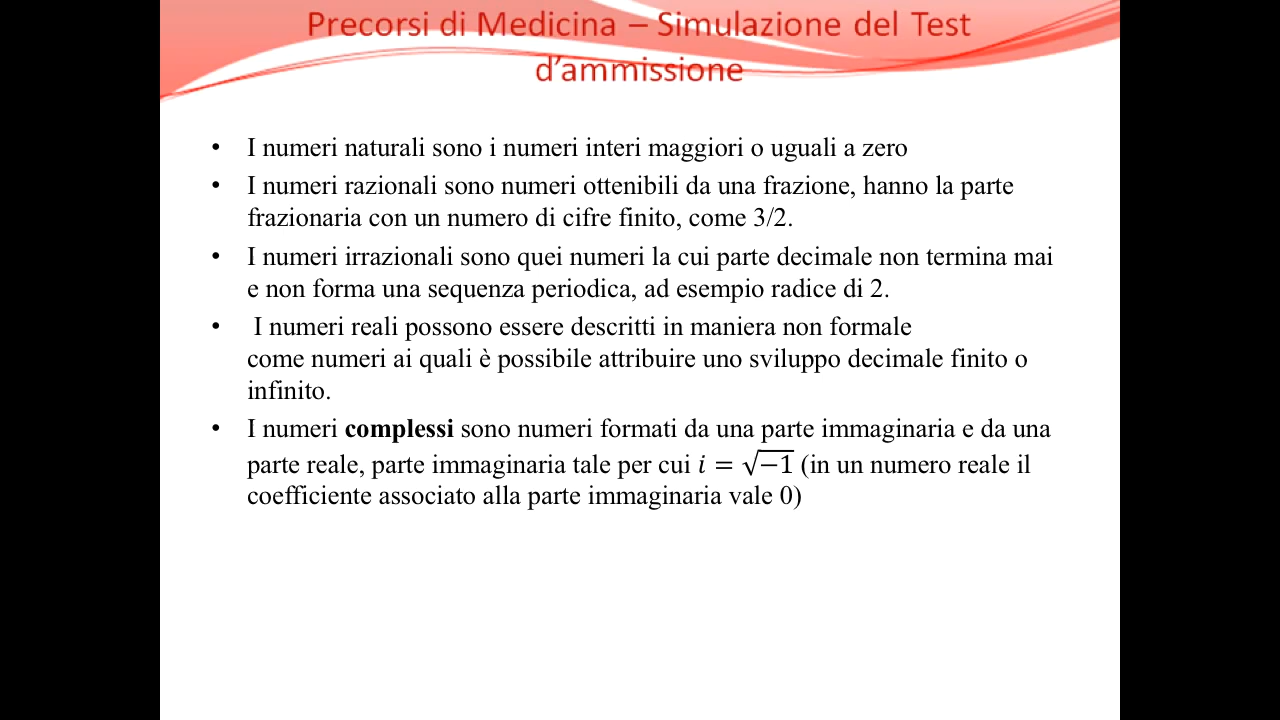 Precorsi di Medicina – Simulazione del Test
d’ammissione
• I numeri naturali sono i numeri interi maggiori o uguali a zero
• I numeri razionali sono numeri ottenibili da una frazione, hanno la parte
frazionaria con un numero di cifre finito, come 3/2.
• I numeri irrazionali sono quei numeri la cui parte decimale non termina mai
e non forma una sequenza periodica, ad esempio radice di 2.
• I numeri reali possono essere descritti in maniera non formale
come numeri ai quali è possibile attribuire uno sviluppo decimale finito o
infinito.
• I numeri complessi sono numeri formati da una parte immaginaria e da una
parte reale, parte immaginaria tale per cui 𝑖 = √−1 (in un numero reale il
coefficiente associato alla parte immaginaria vale 0)